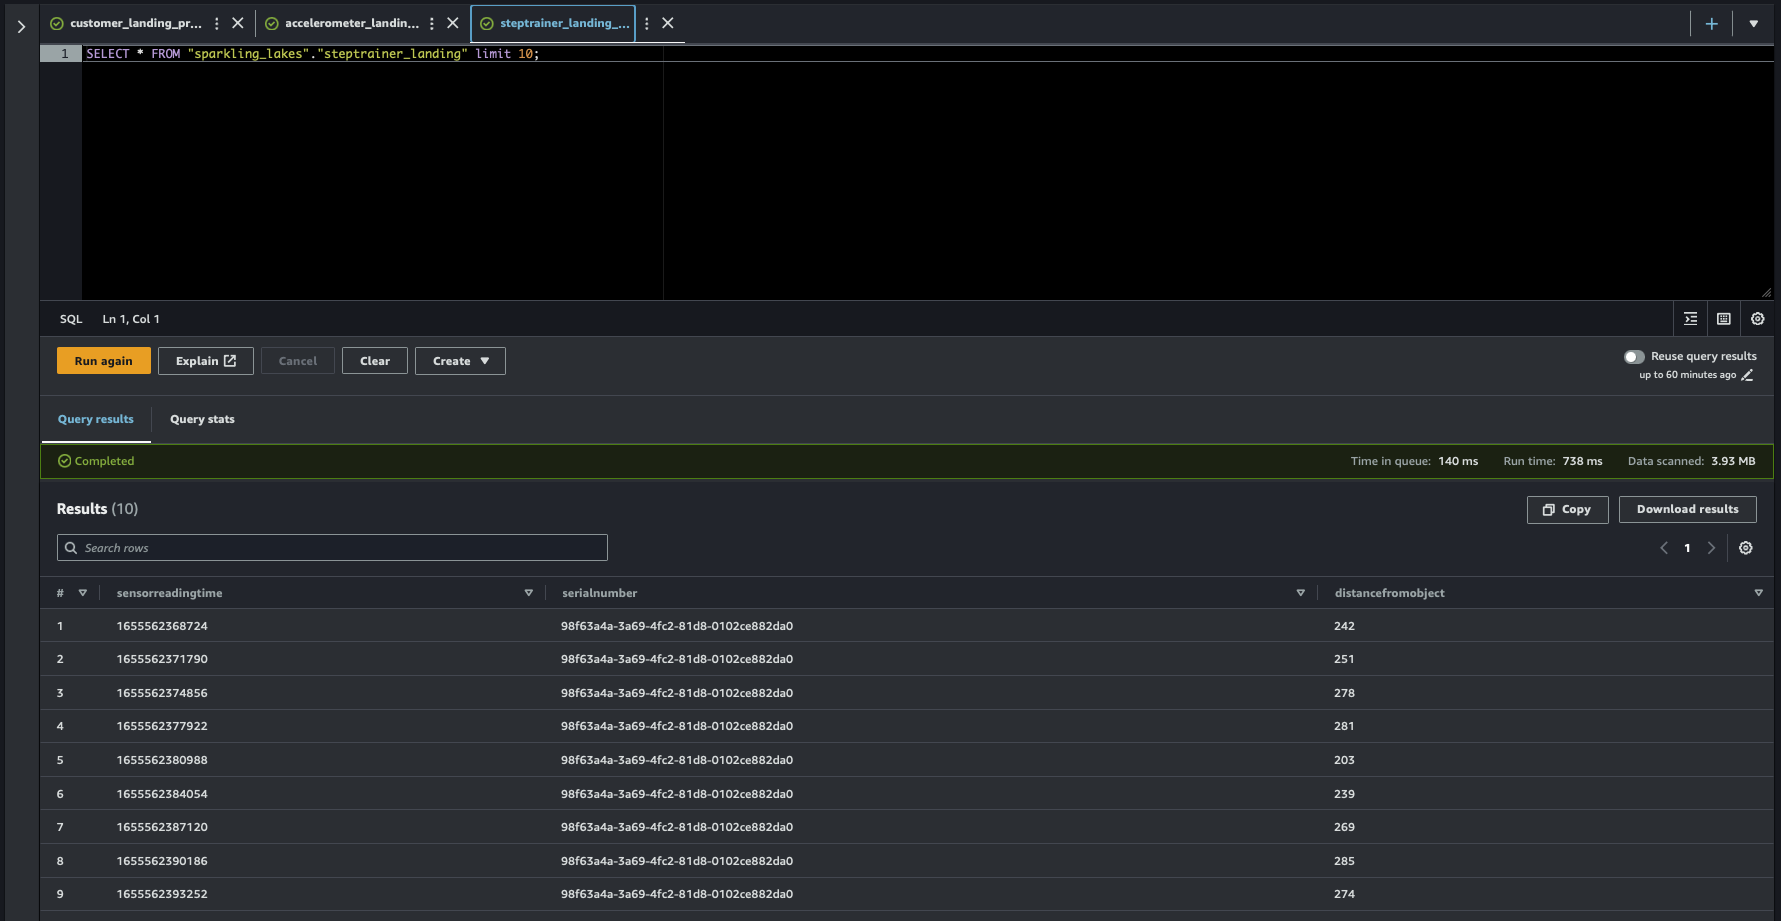 customer_landing_pr... accelerometer_landin... steptrainer_landing_...
1 SELECT * FROM "sparkling_lakes"."steptrainer_landing" limit 10;
SQL Ln 1, Col 1
Run again Explain Cancel Clear Create Reuse query results
up to 60 minutes ago
Query results Query stats
Completed Time in queue: 140 ms Run time: 738 ms Data scanned: 3.93 MB
Results (10) Copy Download results
Search rows 1
# sensorreadingtime serialnumber distancefromobject
1 1655562368724 98f63a4a-3a69-4fc2-81d8-0102ce882da0 242
2 1655562371790 98f63a4a-3a69-4fc2-81d8-0102ce882da0 251
3 1655562374856 98f63a4a-3a69-4fc2-81d8-0102ce882da0 278
4 1655562377922 98f63a4a-3a69-4fc2-81d8-0102ce882da0 281
5 1655562380988 98f63a4a-3a69-4fc2-81d8-0102ce882da0 203
6 1655562384054 98f63a4a-3a69-4fc2-81d8-0102ce882da0 239
7 1655562387120 98f63a4a-3a69-4fc2-81d8-0102ce882da0 269
8 1655562390186 98f63a4a-3a69-4fc2-81d8-0102ce882da0 285
9 1655562393252 98f63a4a-3a69-4fc2-81d8-0102ce882da0 274